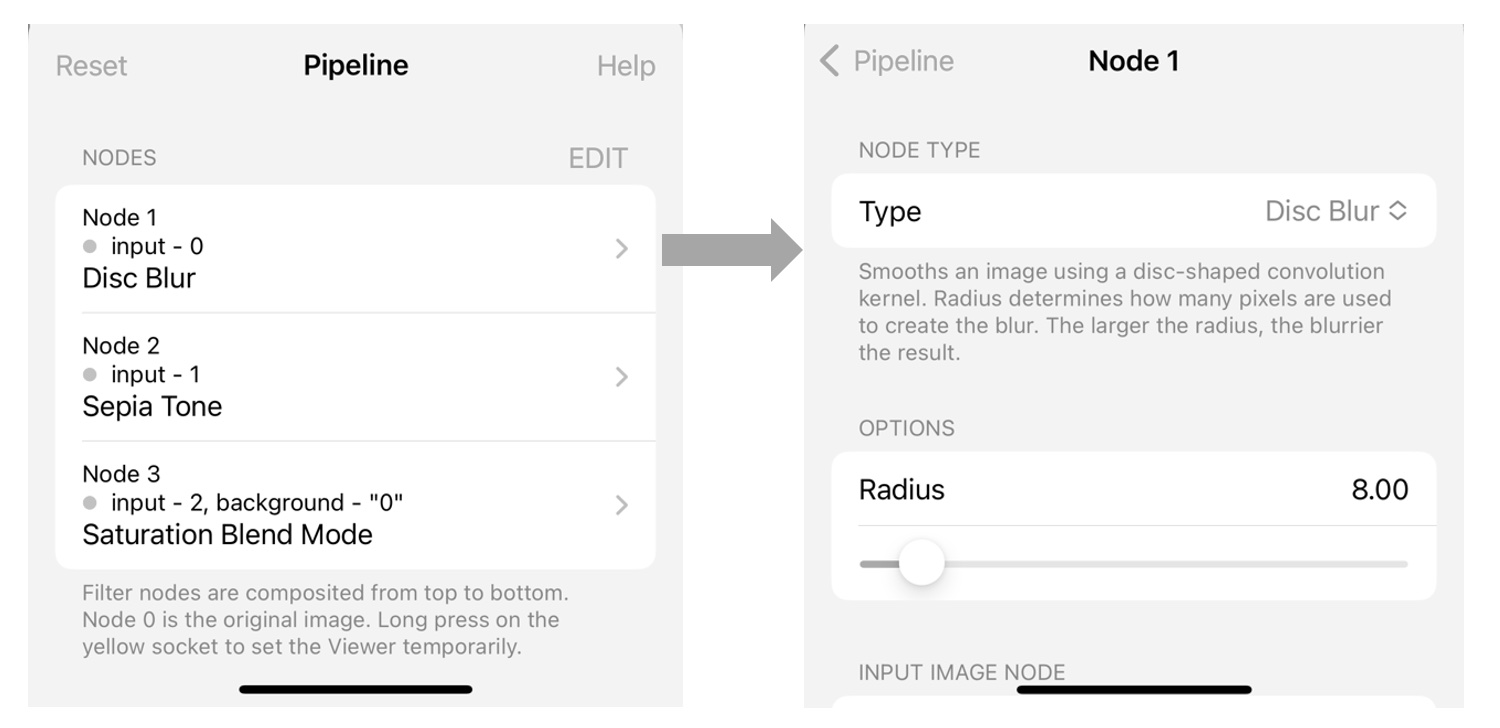 Reset Pipeline Help
NODES EDIT
Node 1
input - 0
Disc Blur
Node 2
input - 1
Sepia Tone
Node 3
input - 2, background - "0"
Saturation Blend Mode
Filter nodes are composited from top to bottom.
Node 0 is the original image. Long press on the
yellow socket to set the Viewer temporarily.
Pipeline Node 1
NODE TYPE
Type Disc Blur
Smooths an image using a disc-shaped convolution
kernel. Radius determines how many pixels are used
to create the blur. The larger the radius, the blurrier
the result.
OPTIONS
Radius 8.00
INPUT IMAGE NODE